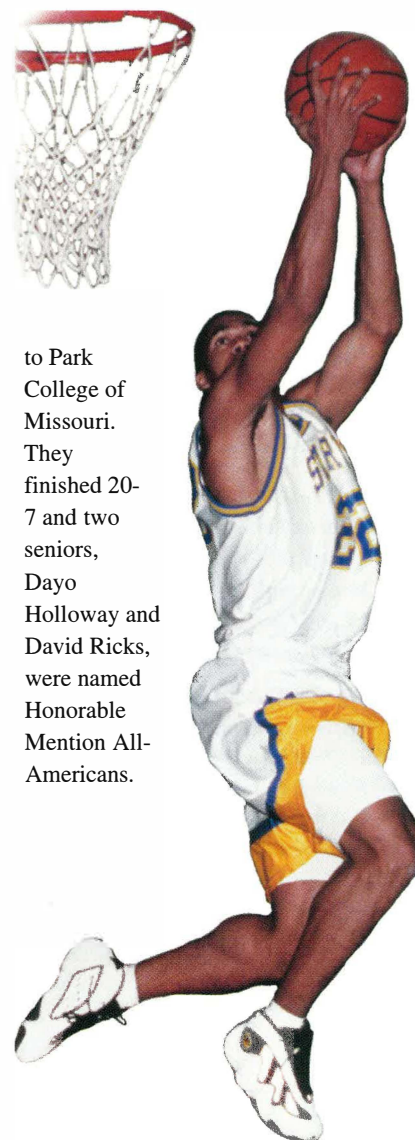 to Park
College of
Missouri.
They
finished 20-
7 and two
seniors,
Dayo
Holloway and
David Ricks,
were named
Honorable
Mention All-
Americans.
22